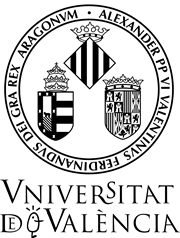 · ALEXANDER PP VI VALENTINVS FERDINANDVS DEI GRA REX ARAGONVM
VNIVERSITAT
DE VALÈNCIA